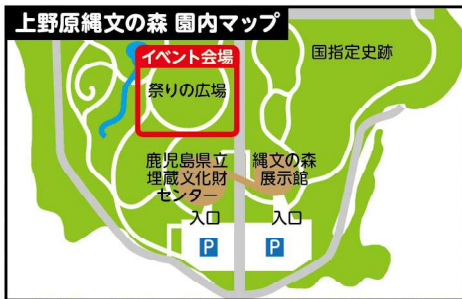 上野原縄文の森 園内マップ
イベント会場
祭りの広場
国指定史跡
鹿児島県立
埋蔵文化財
センター
縄文の森
展示館
入口
入口
P
P